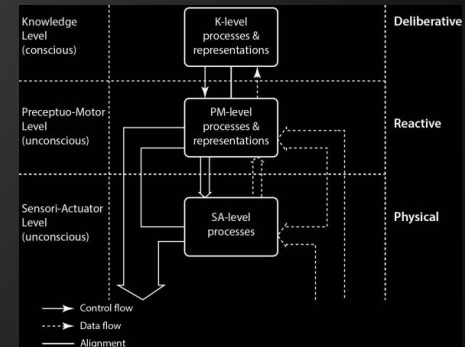 Knowledge
Level
(conscious)
K-level
processes &
representations
Deliberative
Preceptuo-Motor
Level
(unconscious)
PM-level
processes &
representations
Reactive
Sensori-Actuator
Level
(unconscious)
SA-level
processes
Physical
Control flow
Data flow
Alignment